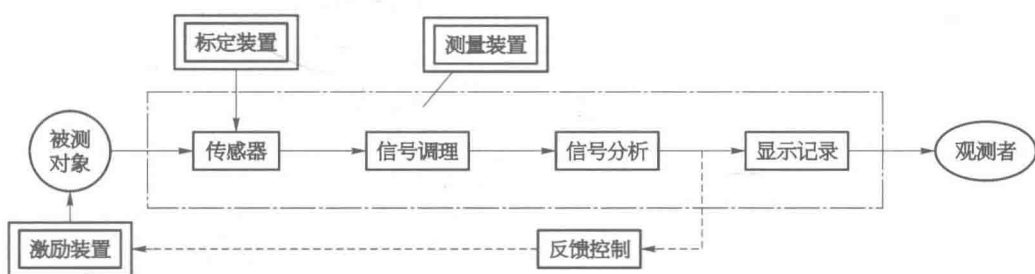 标定装置
测量装置
被测
对象
传感器
信号调理
信号分析
显示记录
观测者
激励装置
反馈控制